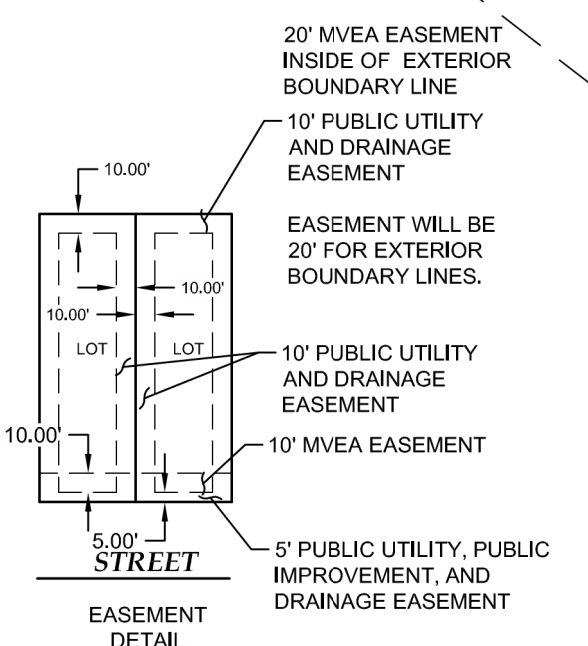 20' MVEA EASEMENT
INSIDE OF EXTERIOR
BOUNDARY LINE
10' PUBLIC UTILITY
AND DRAINAGE
EASEMENT
10.00'
EASEMENT WILL BE
20' FOR EXTERIOR
BOUNDARY LINES.
10.00'
10.00'
LOT
LOT
10' PUBLIC UTILITY
AND DRAINAGE
EASEMENT
10.00'
10' MVEA EASEMENT
5.00'
STREET
5' PUBLIC UTILITY, PUBLIC
IMPROVEMENT, AND
DRAINAGE EASEMENT
EASEMENT
DETAIL